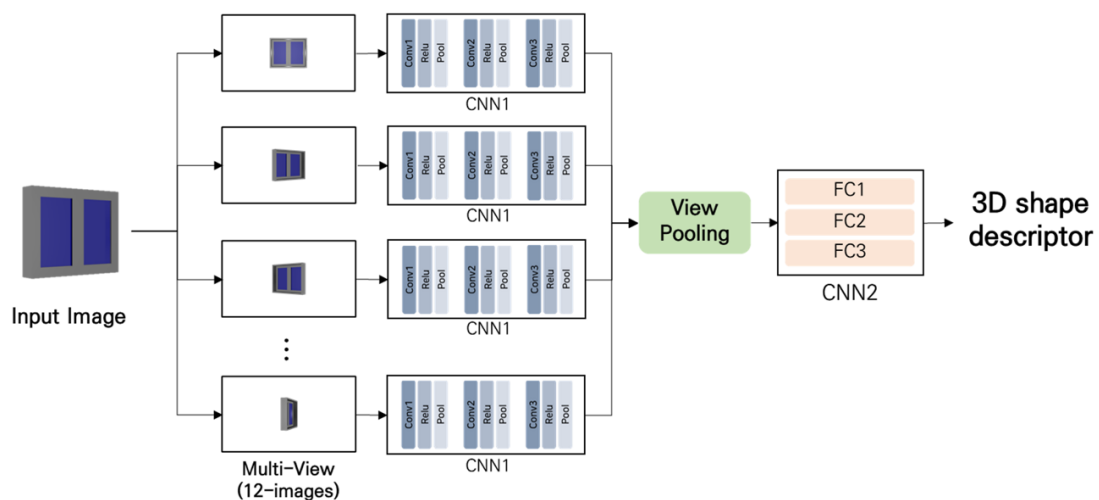 Conv1
Relu
Pool
Conv2
Relu
Pool
Conv3
Relu
Pool
CNN1
Conv1
Relu
Pool
Conv2
Relu
Pool
Conv3
Relu
Pool
CNN1
Conv1
Relu
Pool
Conv2
Relu
Pool
Conv3
Relu
Pool
CNN1
Conv1
Relu
Pool
Conv2
Relu
Pool
Conv3
Relu
Pool
CNN1
Input Image
Multi-View
(12-images)
View
Pooling
FC1
FC2
FC3
CNN2
3D shape
descriptor